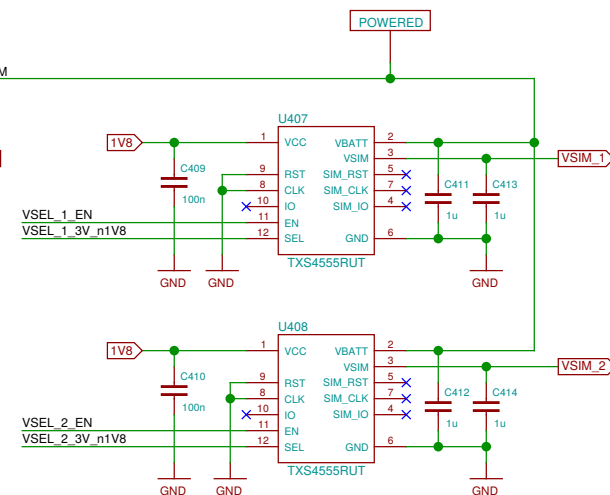 POWERED
M
U407
1V8
1 VCC VBATT 2
VSIM 3
VSIM_1
C409
100n
9 RST SIM_RST 5
8 CLK SIM_CLK 7
10 IO SIM_IO 4
C411
1u
C413
1u
VSEL_1_EN
11 EN
VSEL_1_3V_n1V8
12 SEL GND 6
TXS4555RUT
GND
GND
GND
U408
1V8
1 VCC VBATT 2
VSIM 3
VSIM_2
C410
100n
9 RST SIM_RST 5
8 CLK SIM_CLK 7
10 IO SIM_IO 4
C412
1u
C414
1u
VSEL_2_EN
11 EN
VSEL_2_3V_n1V8
12 SEL GND 6
TXS4555RUT
GND
GND
GND